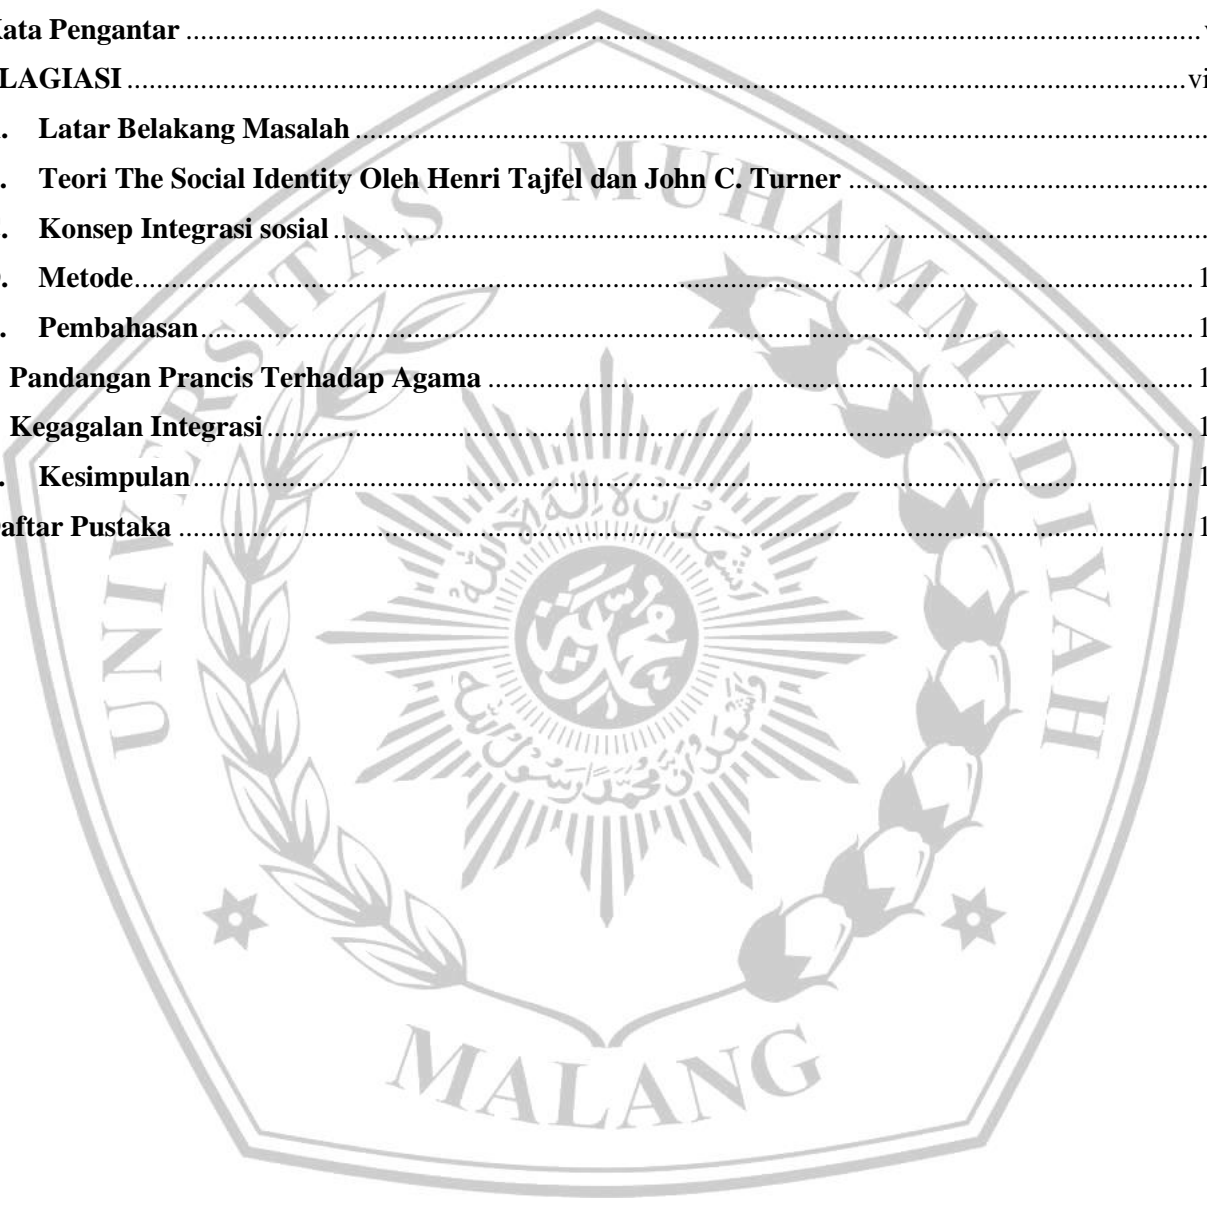 Kata Pengantar ........ v
LAGIASI ........ vi
. Latar Belakang Masalah ........
. Teori The Social Identity Oleh Henri Tajfel dan John C. Turner ........
. Konsep Integrasi sosial ........
. Metode ........ 1
. Pembahasan ........ 1
Pandangan Prancis Terhadap Agama ........ 1
Kegagalan Integrasi ........ 1
. Kesimpulan ........ 1
aftar Pustaka ........ 1
UNIVERSITAS MUHAMMADIYAH
MALANG